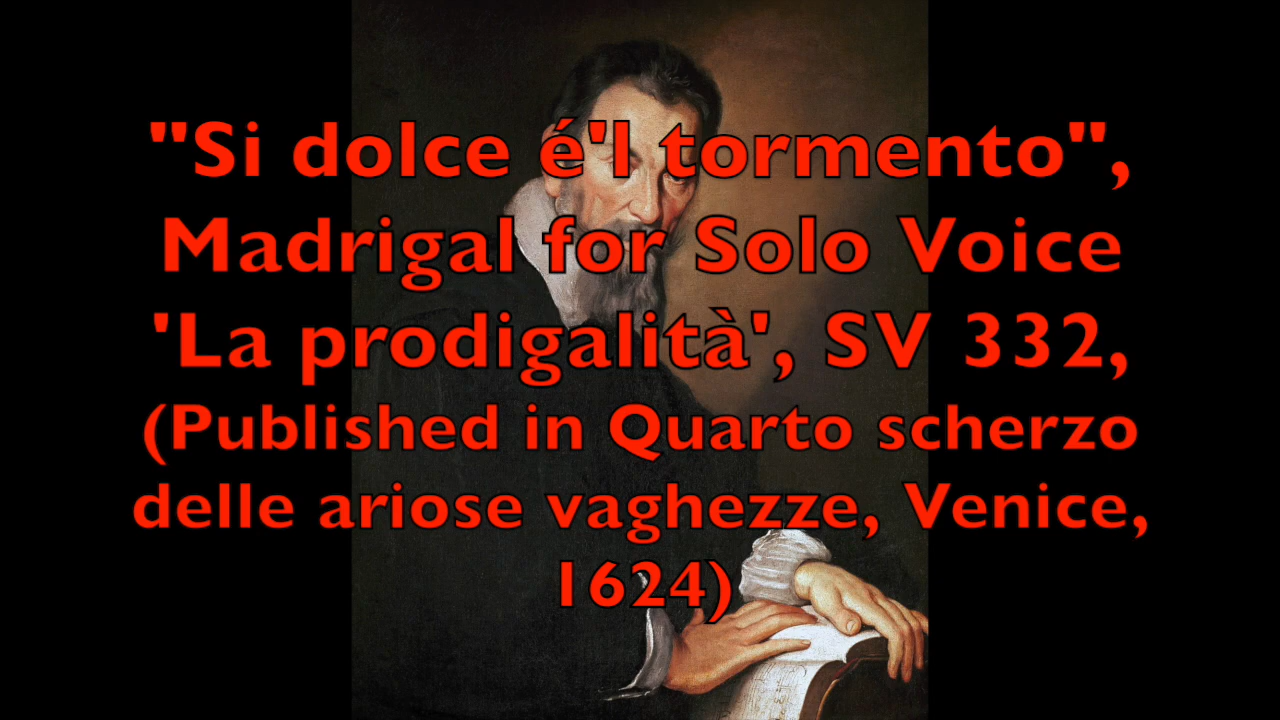 "Si dolce é'l tormento",
Madrigal for Solo Voice
'La prodigalità', SV 332,
(Published in Quarto scherzo
delle ariose vaghezze, Venice,
1624)